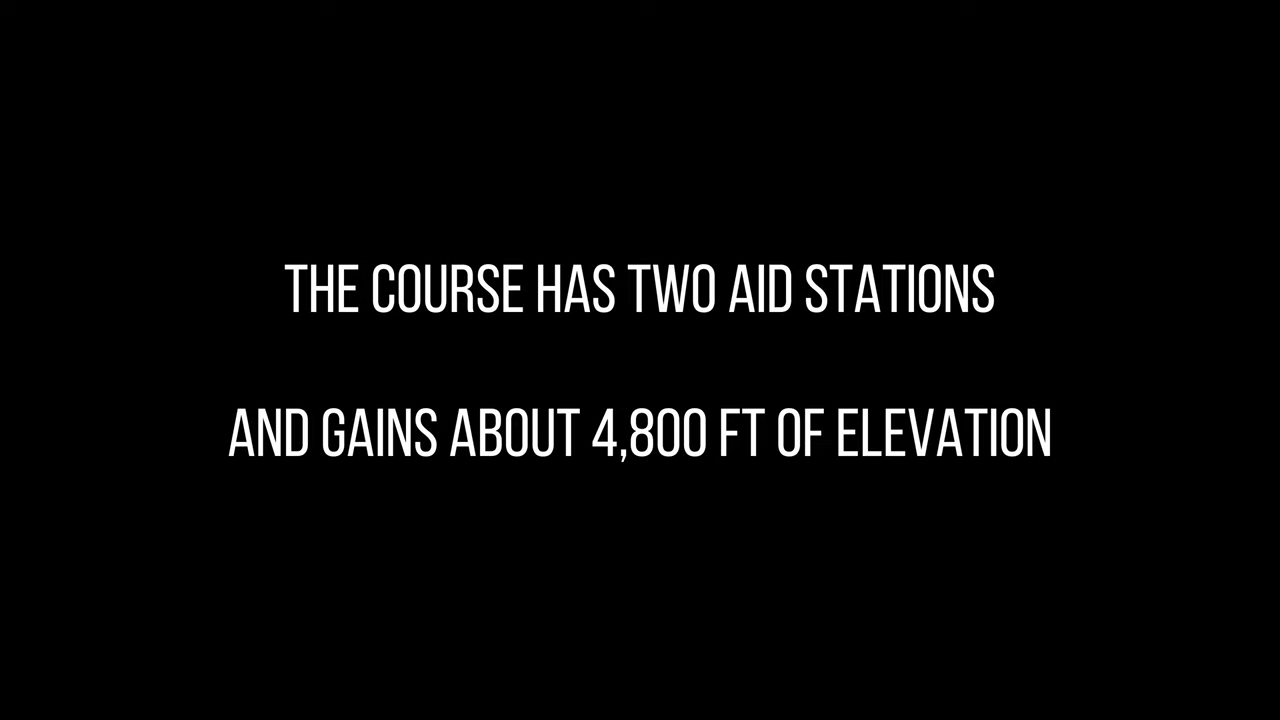 THE COURSE HAS TWO AID STATIONS
AND GAINS ABOUT 4,800 FT OF ELEVATION